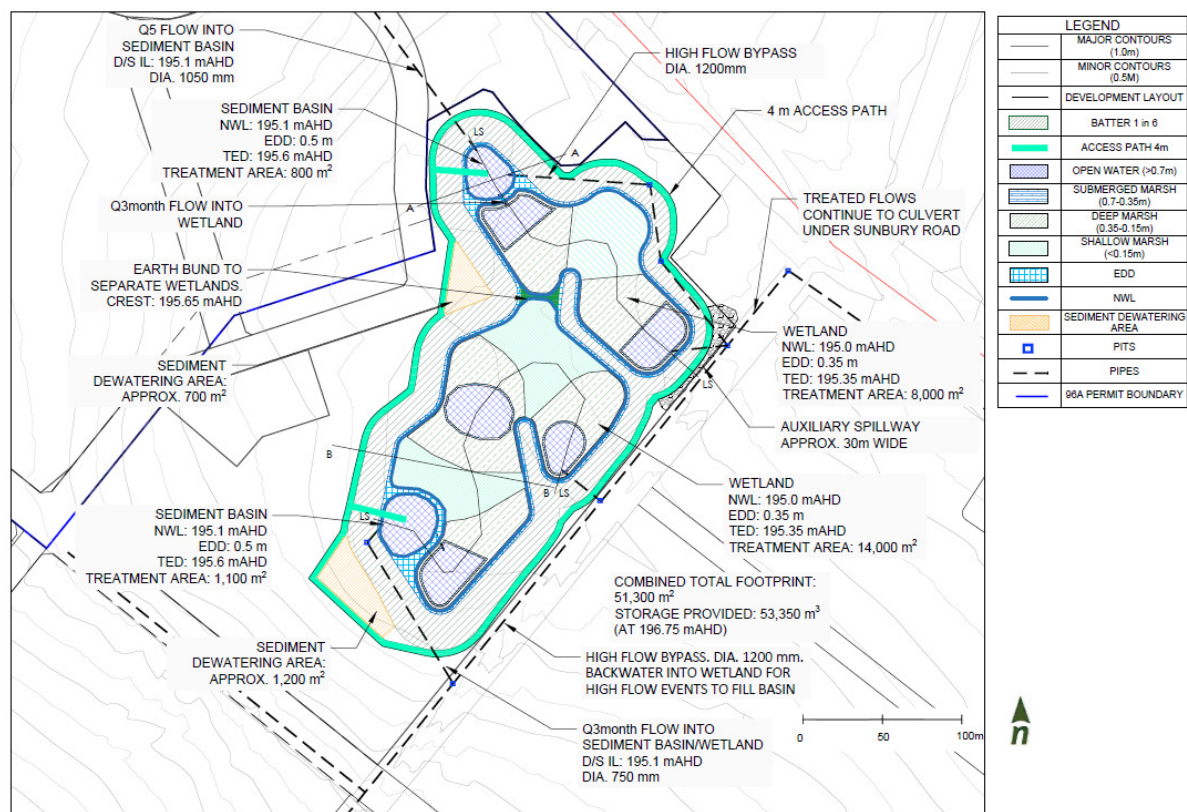 Q5 FLOW INTO
SEDIMENT BASIN
D/S IL: 195.1 mAHD
DIA. 1050 mm
SEDIMENT BASIN
NWL: 195.1 mAHD
EDD: 0.5 m
TED: 195.6 mAHD
TREATMENT AREA: 800 m²
Q3month FLOW INTO
WETLAND
EARTH BUND TO
SEPARATE WETLANDS.
CREST: 195.65 mAHD
SEDIMENT
DEWATERING AREA:
APPROX. 700 m²
SEDIMENT BASIN
NWL: 195.1 mAHD
EDD: 0.5 m
TED: 195.6 mAHD
TREATMENT AREA: 1,100 m²
SEDIMENT
DEWATERING AREA:
APPROX. 1,200 m²
LS
A
A
B
B
LS
LS
LS
HIGH FLOW BYPASS
DIA. 1200mm
4 m ACCESS PATH
TREATED FLOWS
CONTINUE TO CULVERT
UNDER SUNBURY ROAD
WETLAND
NWL: 195.0 mAHD
EDD: 0.35 m
TED: 195.35 mAHD
TREATMENT AREA: 8,000 m²
AUXILIARY SPILLWAY
APPROX. 30m WIDE
WETLAND
NWL: 195.0 mAHD
EDD: 0.35 m
TED: 195.35 mAHD
TREATMENT AREA: 14,000 m²
COMBINED TOTAL FOOTPRINT:
51,300 m²
STORAGE PROVIDED: 53,350 m³
(AT 196.75 mAHD)
HIGH FLOW BYPASS. DIA. 1200 mm.
BACKWATER INTO WETLAND FOR
HIGH FLOW EVENTS TO FILL BASIN
Q3month FLOW INTO
SEDIMENT BASIN/WETLAND
D/S IL: 195.1 mAHD
DIA. 750 mm
0 50 100m
n
LEGEND
MAJOR CONTOURS
(1.0m)
MINOR CONTOURS
(0.5M)
DEVELOPMENT LAYOUT
BATTER 1 in 6
ACCESS PATH 4m
OPEN WATER (>0.7m)
SUBMERGED MARSH
(0.7-0.35m)
DEEP MARSH
(0.35-0.15m)
SHALLOW MARSH
(<0.15m)
EDD
NWL
SEDIMENT DEWATERING
AREA
PITS
PIPES
96A PERMIT BOUNDARY